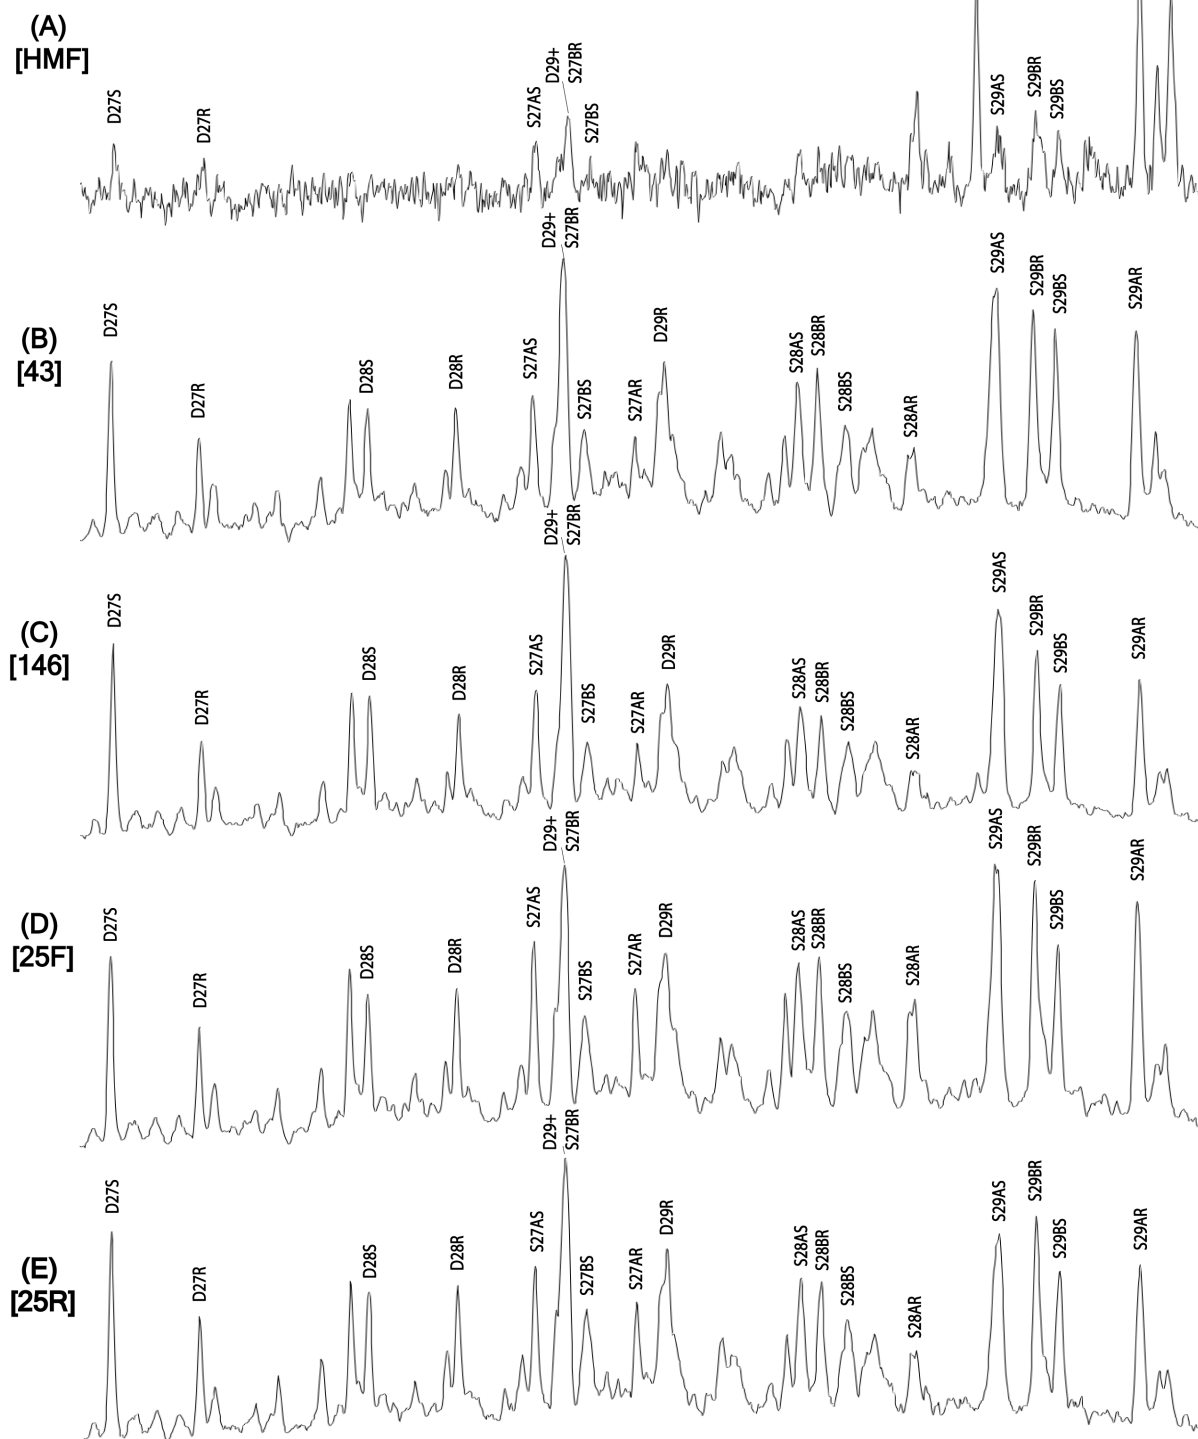 (A)
[HMF]
D27S
D27R
S27AS
D29+
S27BR
S27BS
S29AS
S29BR
S29BS
(B)
[43]
D27S
D27R
D28S
D28R
S27AS
D29+
S27BR
S27BS
S27AR
D29R
S28AS
S28BR
S28BS
S28AR
S29AS
S29BR
S29BS
S29AR
(C)
[146]
D27S
D27R
D28S
D28R
S27AS
D29+
S27BR
S27BS
S27AR
D29R
S28AS
S28BR
S28BS
S28AR
S29AS
S29BR
S29BS
S29AR
(D)
[25F]
D27S
D27R
D28S
D28R
S27AS
D29+
S27BR
S27BS
S27AR
D29R
S28AS
S28BR
S28BS
S28AR
S29AS
S29BR
S29BS
S29AR
(E)
[25R]
D27S
D27R
D28S
D28R
S27AS
D29+
S27BR
S27BS
S27AR
D29R
S28AS
S28BR
S28BS
S28AR
S29AS
S29BR
S29BS
S29AR